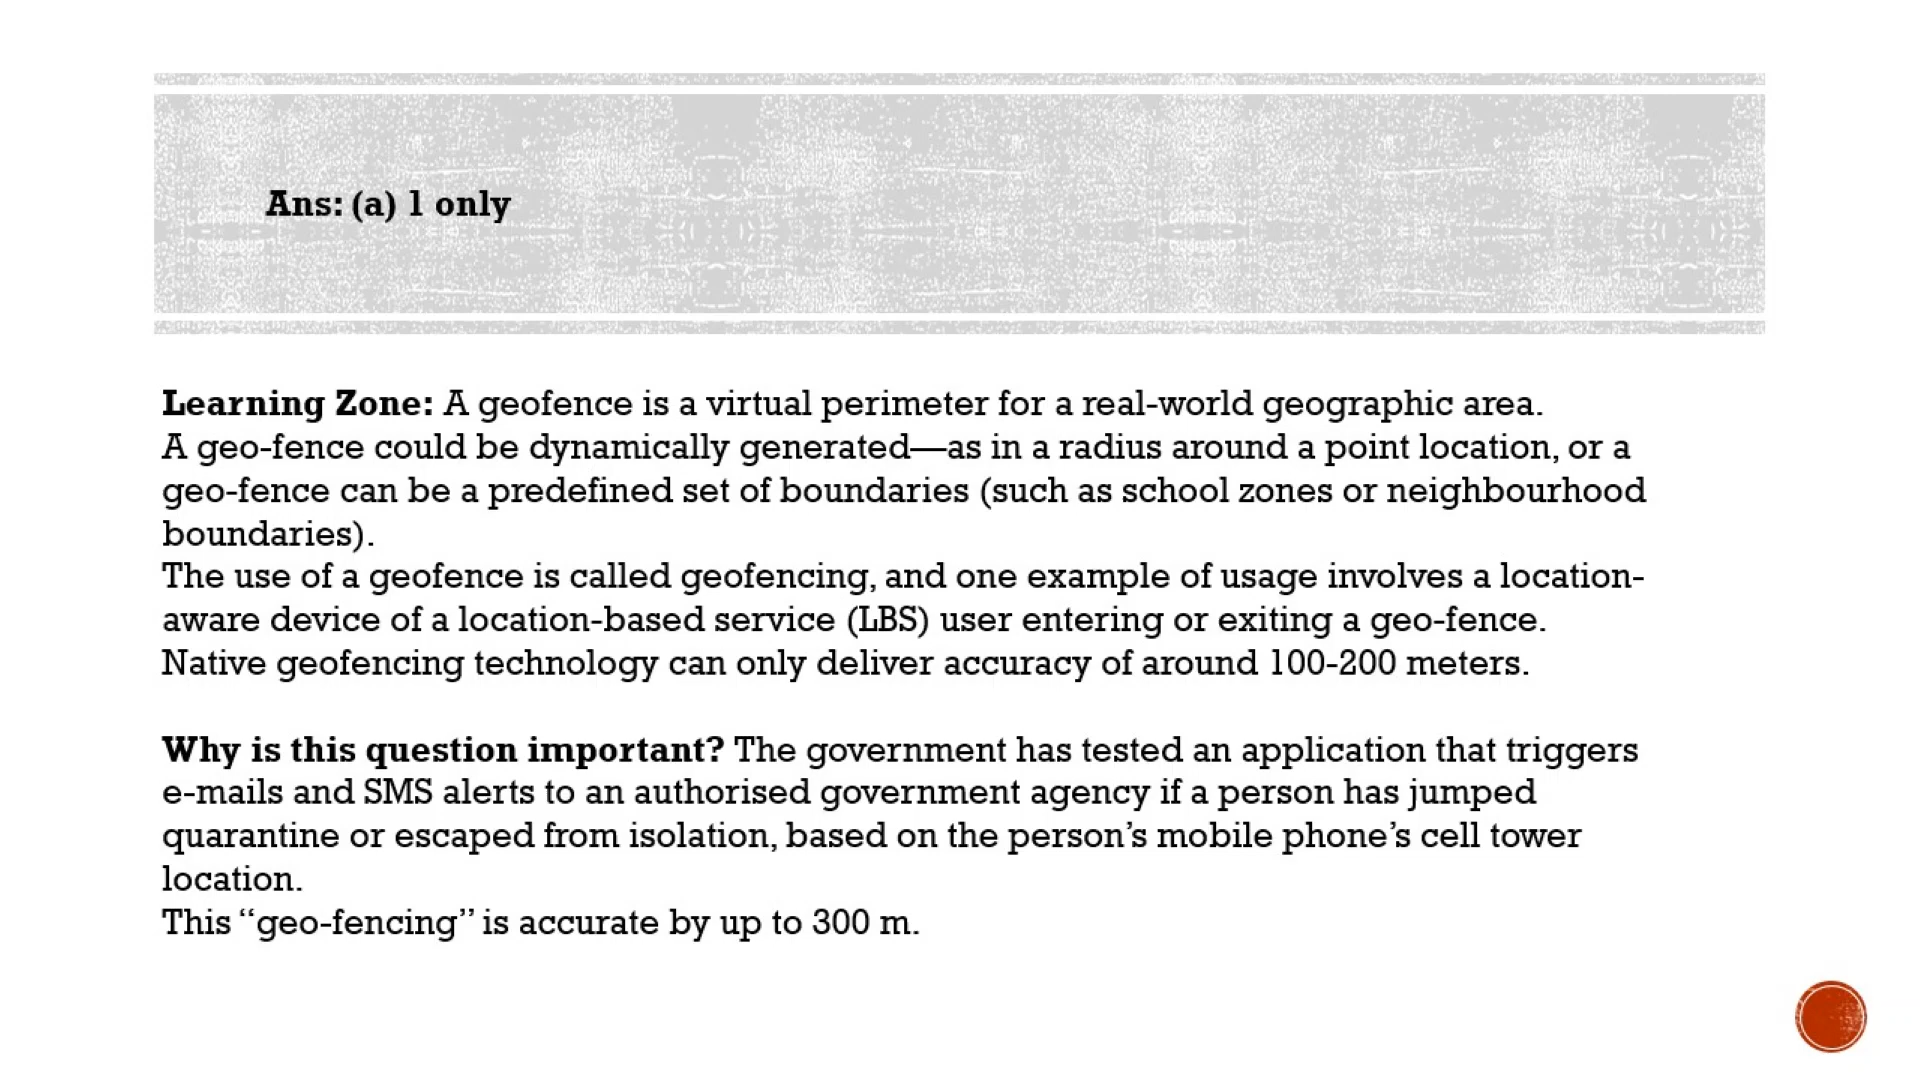 Ans: (a) 1 only
Learning Zone: A geofence is a virtual perimeter for a real-world geographic area.
A geo-fence could be dynamically generated—as in a radius around a point location, or a
geo-fence can be a predefined set of boundaries (such as school zones or neighbourhood
boundaries).
The use of a geofence is called geofencing, and one example of usage involves a location-
aware device of a location-based service (LBS) user entering or exiting a geo-fence.
Native geofencing technology can only deliver accuracy of around 100-200 meters.
Why is this question important? The government has tested an application that triggers
e-mails and SMS alerts to an authorised government agency if a person has jumped
quarantine or escaped from isolation, based on the person’s mobile phone’s cell tower
location.
This “geo-fencing” is accurate by up to 300 m.